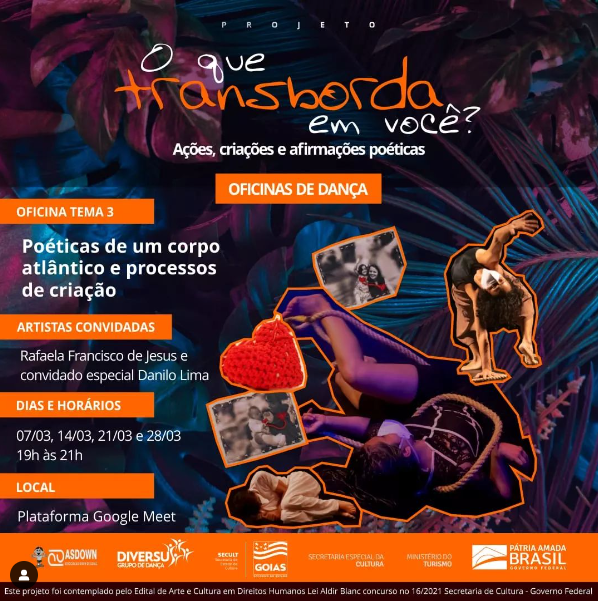 PROJETO
O que
transborda
em você?
Ações, criações e afirmações poéticas
OFICINAS DE DANÇA
OFICINA TEMA 3
Poéticas de um corpo
atlântico e processos
de criação
ARTISTAS CONVIDADAS
Rafaela Francisco de Jesus e
convidado especial Danilo Lima
DIAS E HORÁRIOS
07/03, 14/03, 21/03 e 28/03
19h às 21h
LOCAL
Plataforma Google Meet
ASDOWN
DIVERSUS
GRUPO DE DANÇA
SECULT
GOIÁS
SECRETARIA ESPECIAL DA
CULTURA
MINISTÉRIO DO
TURISMO
PÁTRIA AMADA
BRASIL
GOVERNO FEDERAL
Este projeto foi contemplado pelo Edital de Arte e Cultura em Direitos Humanos Lei Aldir Blanc concurso no 16/2021 Secretaria de Cultura - Governo Federal